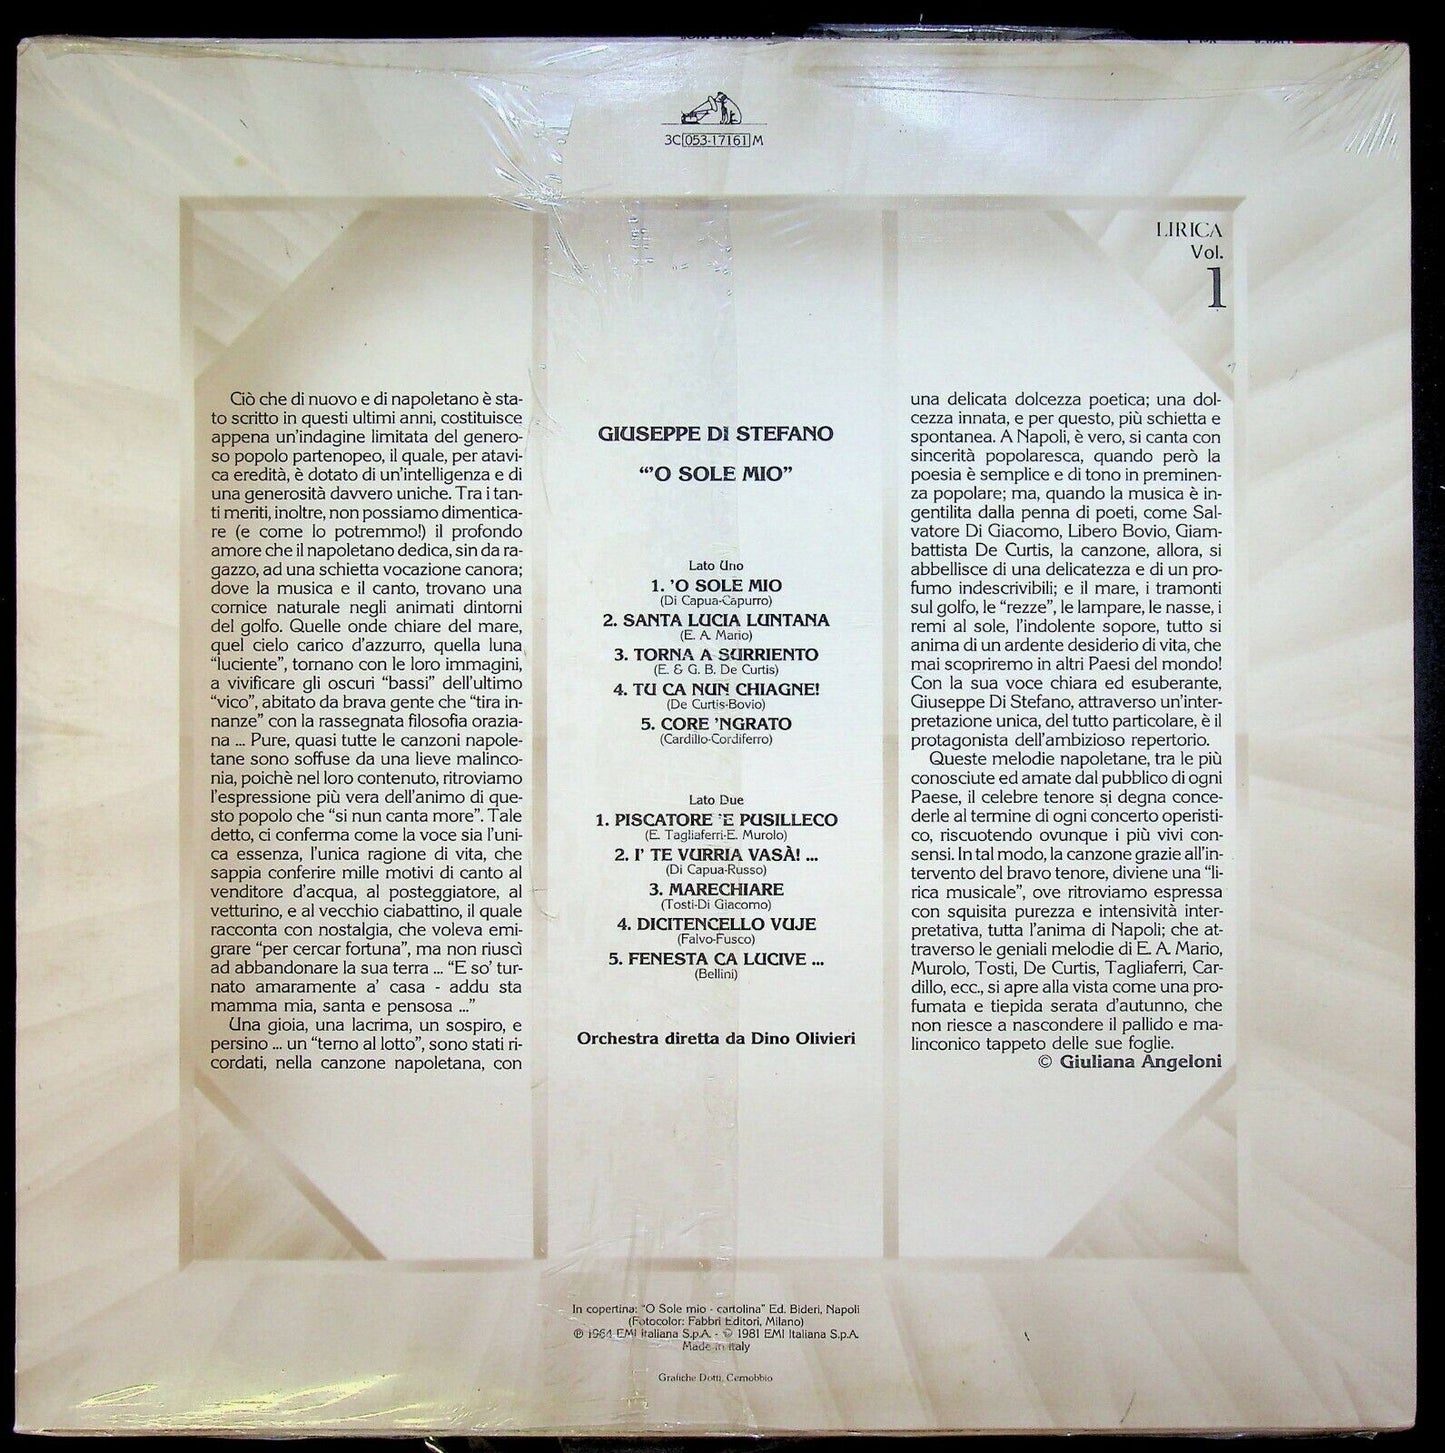 3C 053-17161 M
LIRICA
Vol.
1
Ciò che di nuovo e di napoletano è sta-
to scritto in questi ultimi anni, costituisce
appena un'indagine limitata del genero-
so popolo partenopeo, il quale, per atavi-
ca eredità, è dotato di un'intelligenza e di
una generosità davvero uniche. Tra i tan-
ti meriti, inoltre, non possiamo dimentica-
re (e come lo potremmo!) il profondo
amore che il napoletano dedica, sin da ra-
gazzo, ad una schietta vocazione canora;
dove la musica e il canto, trovano una
cornice naturale negli animati dintorni
del golfo. Quelle onde chiare del mare,
quel cielo carico d'azzurro, quella luna
"luciente", tornano con le loro immagini,
a vivificare gli oscuri "bassi" dell'ultimo
"vico", abitato da brava gente che "tira in-
nanze" con la rassegnata filosofia orazia-
na ... Pure, quasi tutte le canzoni napole-
tane sono soffuse da una lieve malinco-
nia, poichè nel loro contenuto, ritroviamo
l'espressione più vera dell'animo di que-
sto popolo che "si nun canta more". Tale
detto, ci conferma come la voce sia l'uni-
ca essenza, l'unica ragione di vita, che
sappia conferire mille motivi di canto al
venditore d'acqua, al posteggiatore, al
vetturino, e al vecchio ciabattino, il quale
racconta con nostalgia, che voleva emi-
grare "per cercar fortuna", ma non riuscì
ad abbandonare la sua terra ... "E so' tur-
nato amaramente a' casa - addu sta
mamma mia, santa e pensosa ..."
Una gioia, una lacrima, un sospiro, e
persino ... un "terno al lotto", sono stati ri-
cordati, nella canzone napoletana, con
GIUSEPPE DI STEFANO
"'O SOLE MIO"
Lato Uno
1. 'O SOLE MIO
(Di Capua-Capurro)
2. SANTA LUCIA LUNTANA
(E. A. Mario)
3. TORNA A SURRIENTO
(E. & G. B. De Curtis)
4. TU CA NUN CHIAGNE!
(De Curtis-Bovio)
5. CORE 'NGRATO
(Cardillo-Cordiferro)
Lato Due
1. PISCATORE 'E PUSILLECO
(E. Tagliaferri-E. Murolo)
2. I' TE VURRIA VASÀ! ...
(Di Capua-Russo)
3. MARECHIARE
(Tosti-Di Giacomo)
4. DICITENCELLO VUJE
(Falvo-Fusco)
5. FENESTA CA LUCIVE ...
(Bellini)
Orchestra diretta da Dino Olivieri
una delicata dolcezza poetica; una dol-
cezza innata, e per questo, più schietta e
spontanea. A Napoli, è vero, si canta con
sincerità popolaresca, quando però la
poesia è semplice e di tono in preminen-
za popolare; ma, quando la musica è in-
gentilita dalla penna di poeti, come Sal-
vatore Di Giacomo, Libero Bovio, Giam-
battista De Curtis, la canzone, allora, si
abbellisce di una delicatezza e di un pro-
fumo indescrivibili; e il mare, i tramonti
sul golfo, le "rezze", le lampare, le nasse, i
remi al sole, l'indolente sopore, tutto si
anima di un ardente desiderio di vita, che
mai scopriremo in altri Paesi del mondo!
Con la sua voce chiara ed esuberante,
Giuseppe Di Stefano, attraverso un'inter-
pretazione unica, del tutto particolare, è il
protagonista dell'ambizioso repertorio.
Queste melodie napoletane, tra le più
conosciute ed amate dal pubblico di ogni
Paese, il celebre tenore si degna conce-
derle al termine di ogni concerto operisti-
co, riscuotendo ovunque i più vivi con-
sensi. In tal modo, la canzone grazie all'in-
tervento del bravo tenore, diviene una "li-
rica musicale", ove ritroviamo espressa
con squisita purezza e intensività inter-
pretativa, tutta l'anima di Napoli; che at-
traverso le geniali melodie di E. A. Mario,
Murolo, Tosti, De Curtis, Tagliaferri, Car-
dillo, ecc., si apre alla vista come una pro-
fumata e tiepida serata d'autunno, che
non riesce a nascondere il pallido e ma-
linconico tappeto delle sue foglie.
© Giuliana Angeloni
In copertina: "O Sole mio - cartolina" Ed. Bideri, Napoli
(Fotocolor: Fabbri Editori, Milano)
℗ 1964 EMI Italiana S.p.A. - © 1981 EMI Italiana S.p.A.
Made in Italy
Grafiche Dotti, Cernobbio